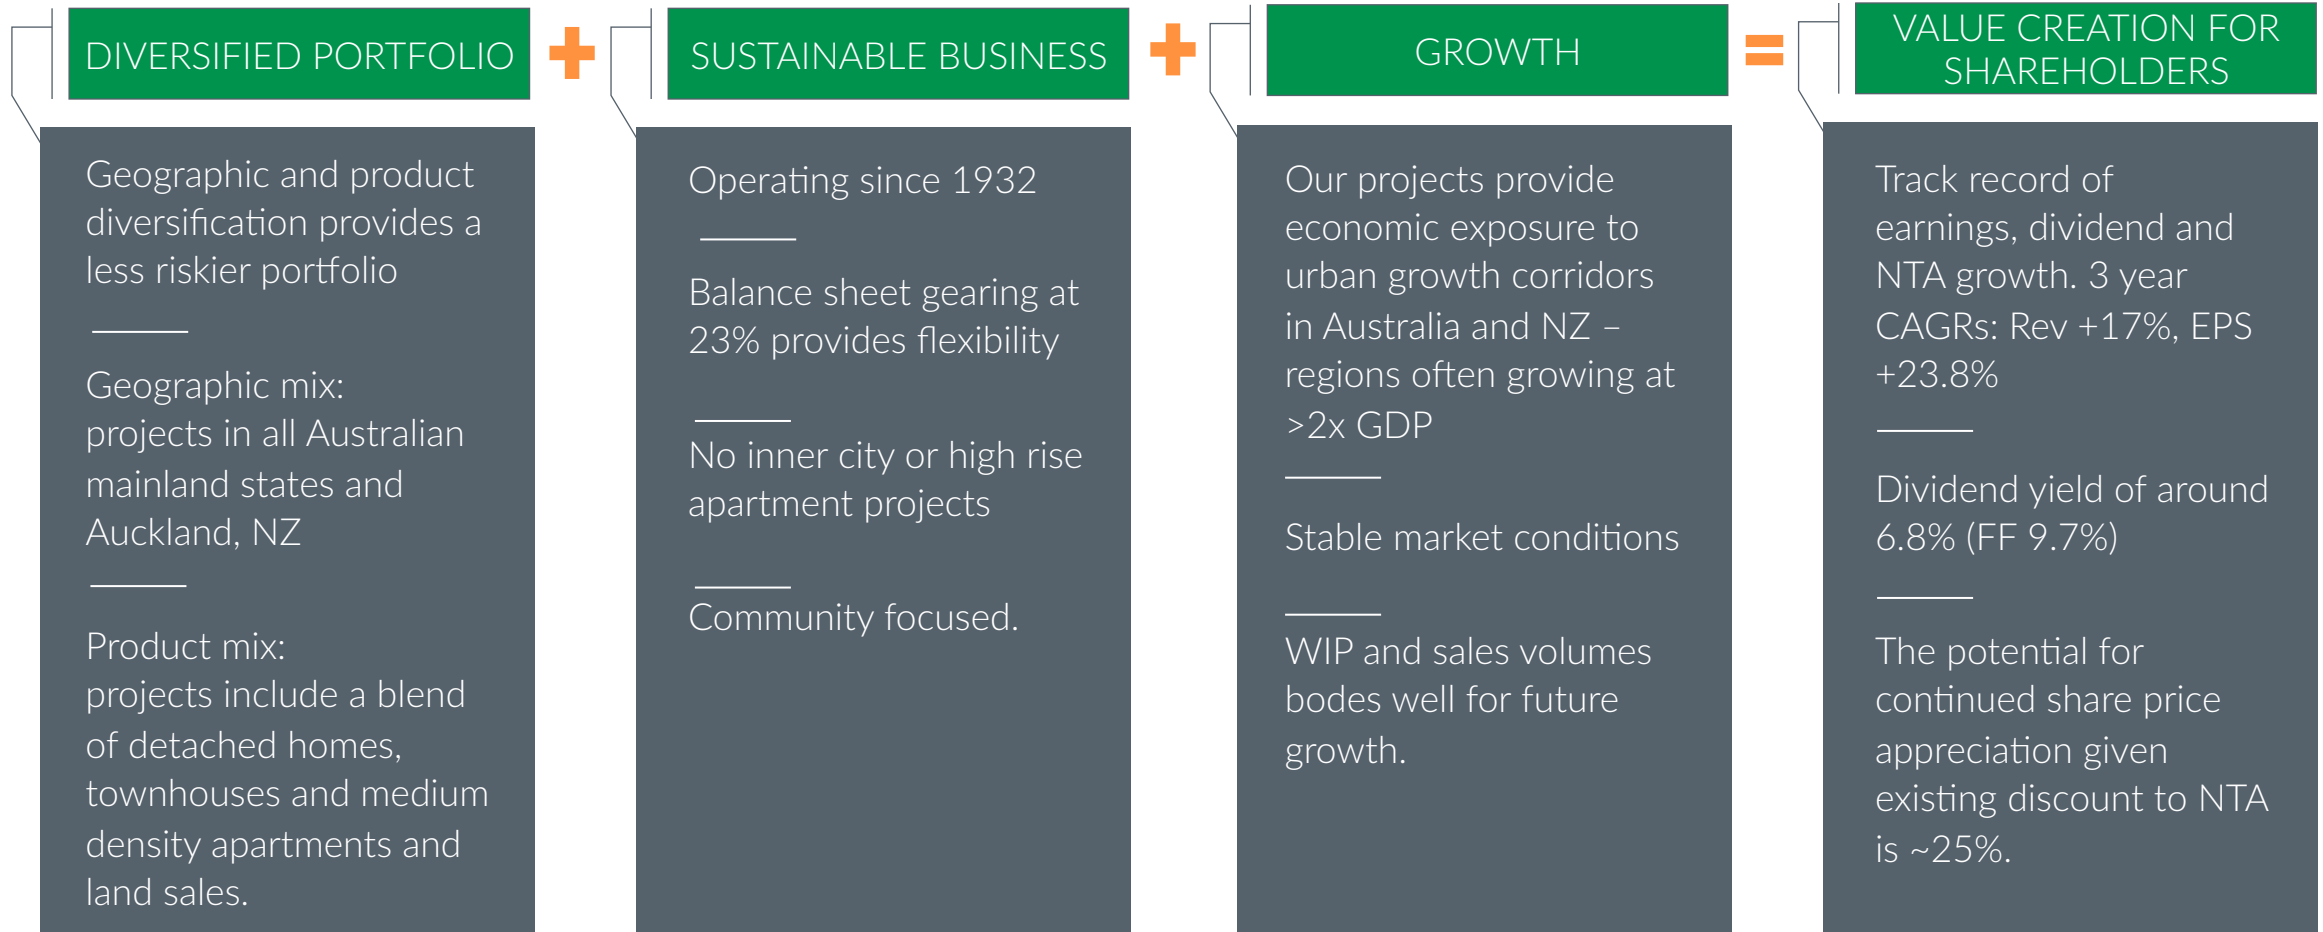 DIVERSIFIED PORTFOLIO
Geographic and product
diversification provides a
less riskier portfolio
Geographic mix:
projects in all Australian
mainland states and
Auckland, NZ
Product mix:
projects include a blend
of detached homes,
townhouses and medium
density apartments and
land sales.
+
SUSTAINABLE BUSINESS
Operating since 1932
Balance sheet gearing at
23% provides flexibility
No inner city or high rise
apartment projects
Community focused.
+
GROWTH
Our projects provide
economic exposure to
urban growth corridors
in Australia and NZ –
regions often growing at
>2x GDP
Stable market conditions
WIP and sales volumes
bodes well for future
growth.
=
VALUE CREATION FOR
SHAREHOLDERS
Track record of
earnings, dividend and
NTA growth. 3 year
CAGRs: Rev +17%, EPS
+23.8%
Dividend yield of around
6.8% (FF 9.7%)
The potential for
continued share price
appreciation given
existing discount to NTA
is ~25%.